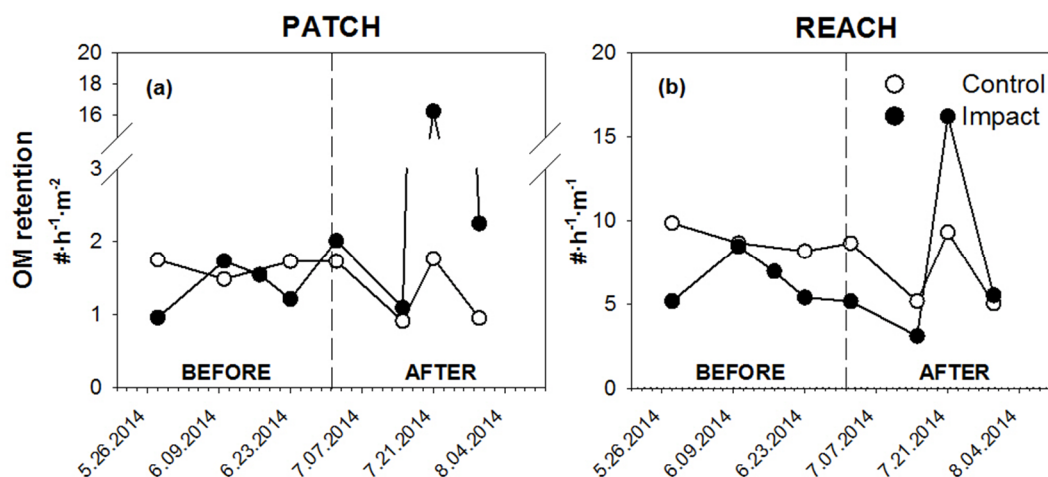 PATCH
REACH
OM retention
#·h-1·m-2
(a)
20
18
16
3
2
1
0
BEFORE
AFTER
5.26.2014
6.09.2014
6.23.2014
7.07.2014
7.21.2014
8.04.2014
#·h-1·m-1
(b)
Control
Impact
20
15
10
5
0
BEFORE
AFTER
5.26.2014
6.09.2014
6.23.2014
7.07.2014
7.21.2014
8.04.2014